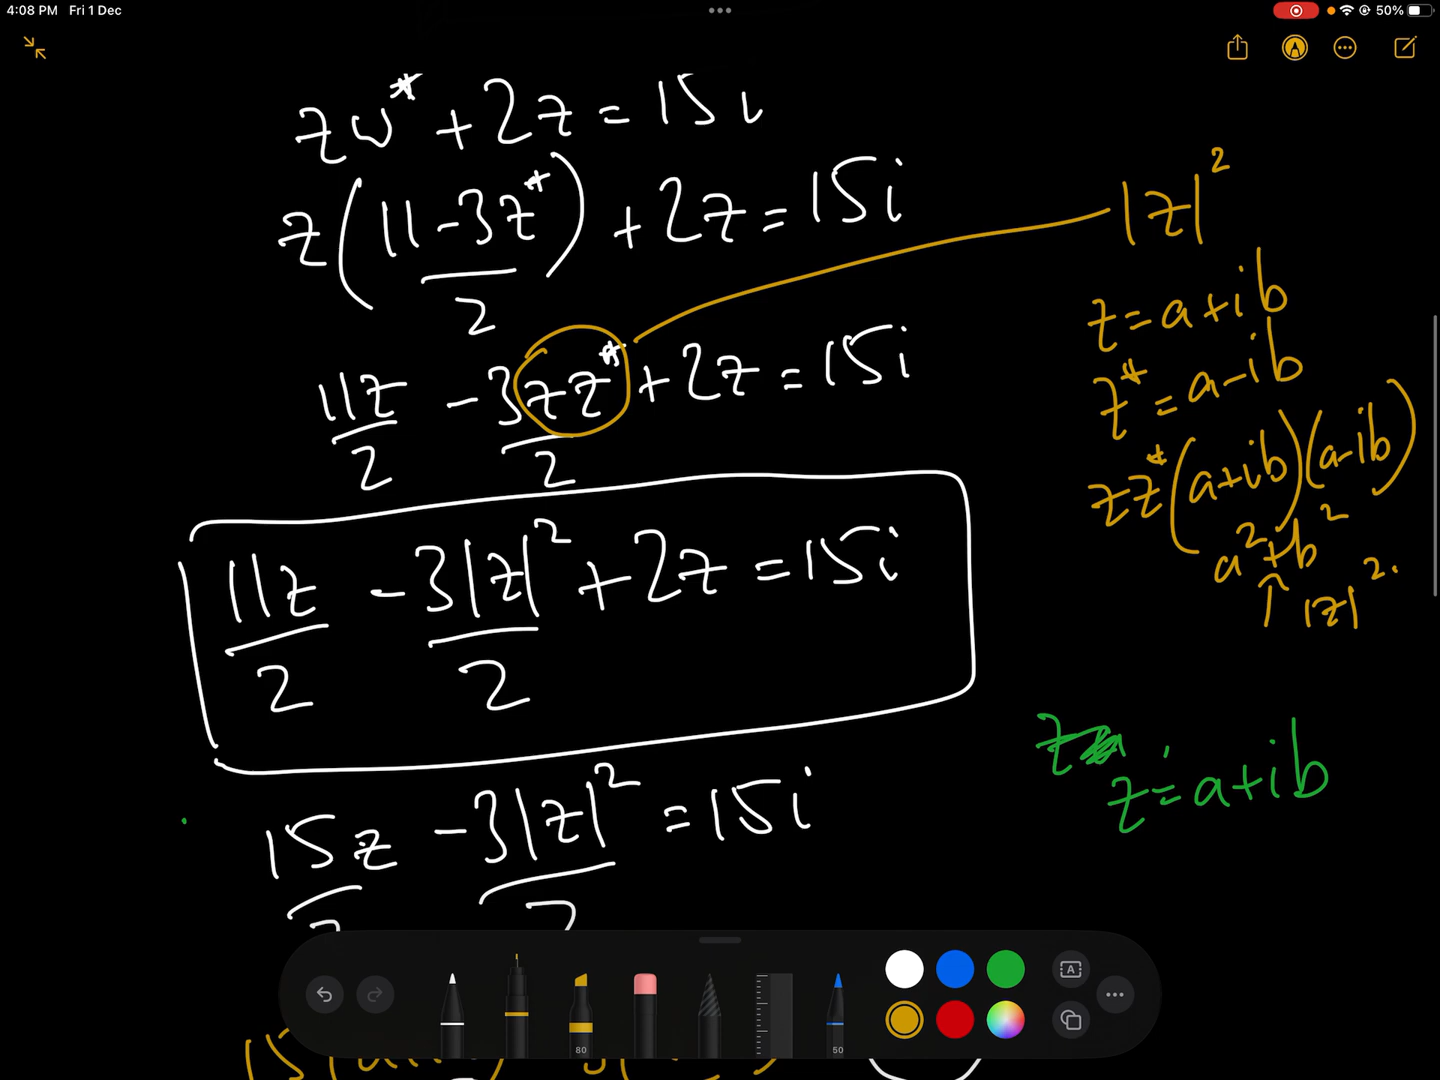 4:08 PM Fri 1 Dec
50%
zw* + 2z = 15i
z((11-3z*)/2) + 2z = 15i
11z/2 - 3zz*/2 + 2z = 15i
11z/2 - 3|z|²/2 + 2z = 15i
15z/2 - 3|z|²/2 = 15i
|z|²
z = a+ib
z* = a-ib
zz* (a+ib)(a-ib)
a²+b²
↑ |z|².
z
z = a+ib
80
50
A